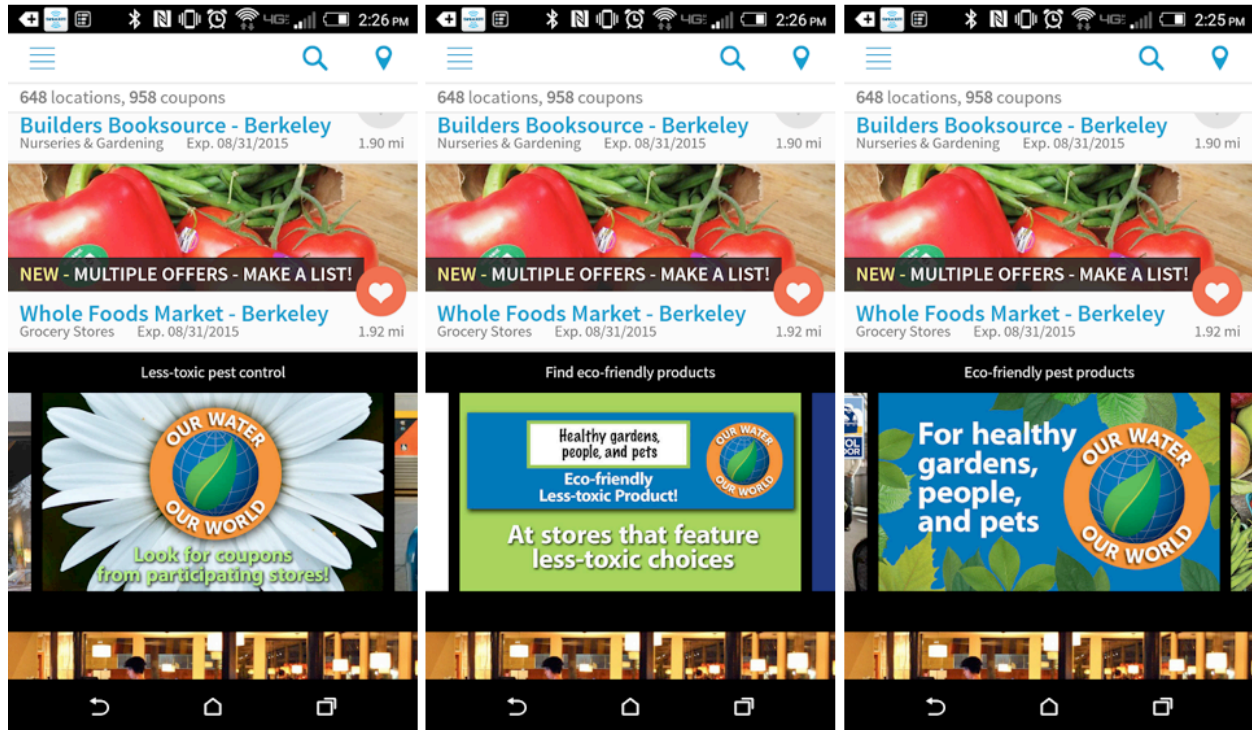 4G
2:26 PM
648 locations, 958 coupons
Builders Booksource - Berkeley
Nurseries & Gardening Exp. 08/31/2015 1.90 mi
NEW - MULTIPLE OFFERS - MAKE A LIST!
Whole Foods Market - Berkeley
Grocery Stores Exp. 08/31/2015 1.92 mi
Less-toxic pest control
OUR WATER
OUR WORLD
Look for coupons
from participating stores!
4G
2:26 PM
648 locations, 958 coupons
Builders Booksource - Berkeley
Nurseries & Gardening Exp. 08/31/2015 1.90 mi
NEW - MULTIPLE OFFERS - MAKE A LIST!
Whole Foods Market - Berkeley
Grocery Stores Exp. 08/31/2015 1.92 mi
Find eco-friendly products
Healthy gardens,
people, and pets
Eco-friendly
Less-toxic Product!
OUR WATER
OUR WORLD
At stores that feature
less-toxic choices
4G
2:25 PM
648 locations, 958 coupons
Builders Booksource - Berkeley
Nurseries & Gardening Exp. 08/31/2015 1.90 mi
NEW - MULTIPLE OFFERS - MAKE A LIST!
Whole Foods Market - Berkeley
Grocery Stores Exp. 08/31/2015 1.92 mi
Eco-friendly pest products
For healthy
gardens,
people,
and pets
OUR WATER
OUR WORLD